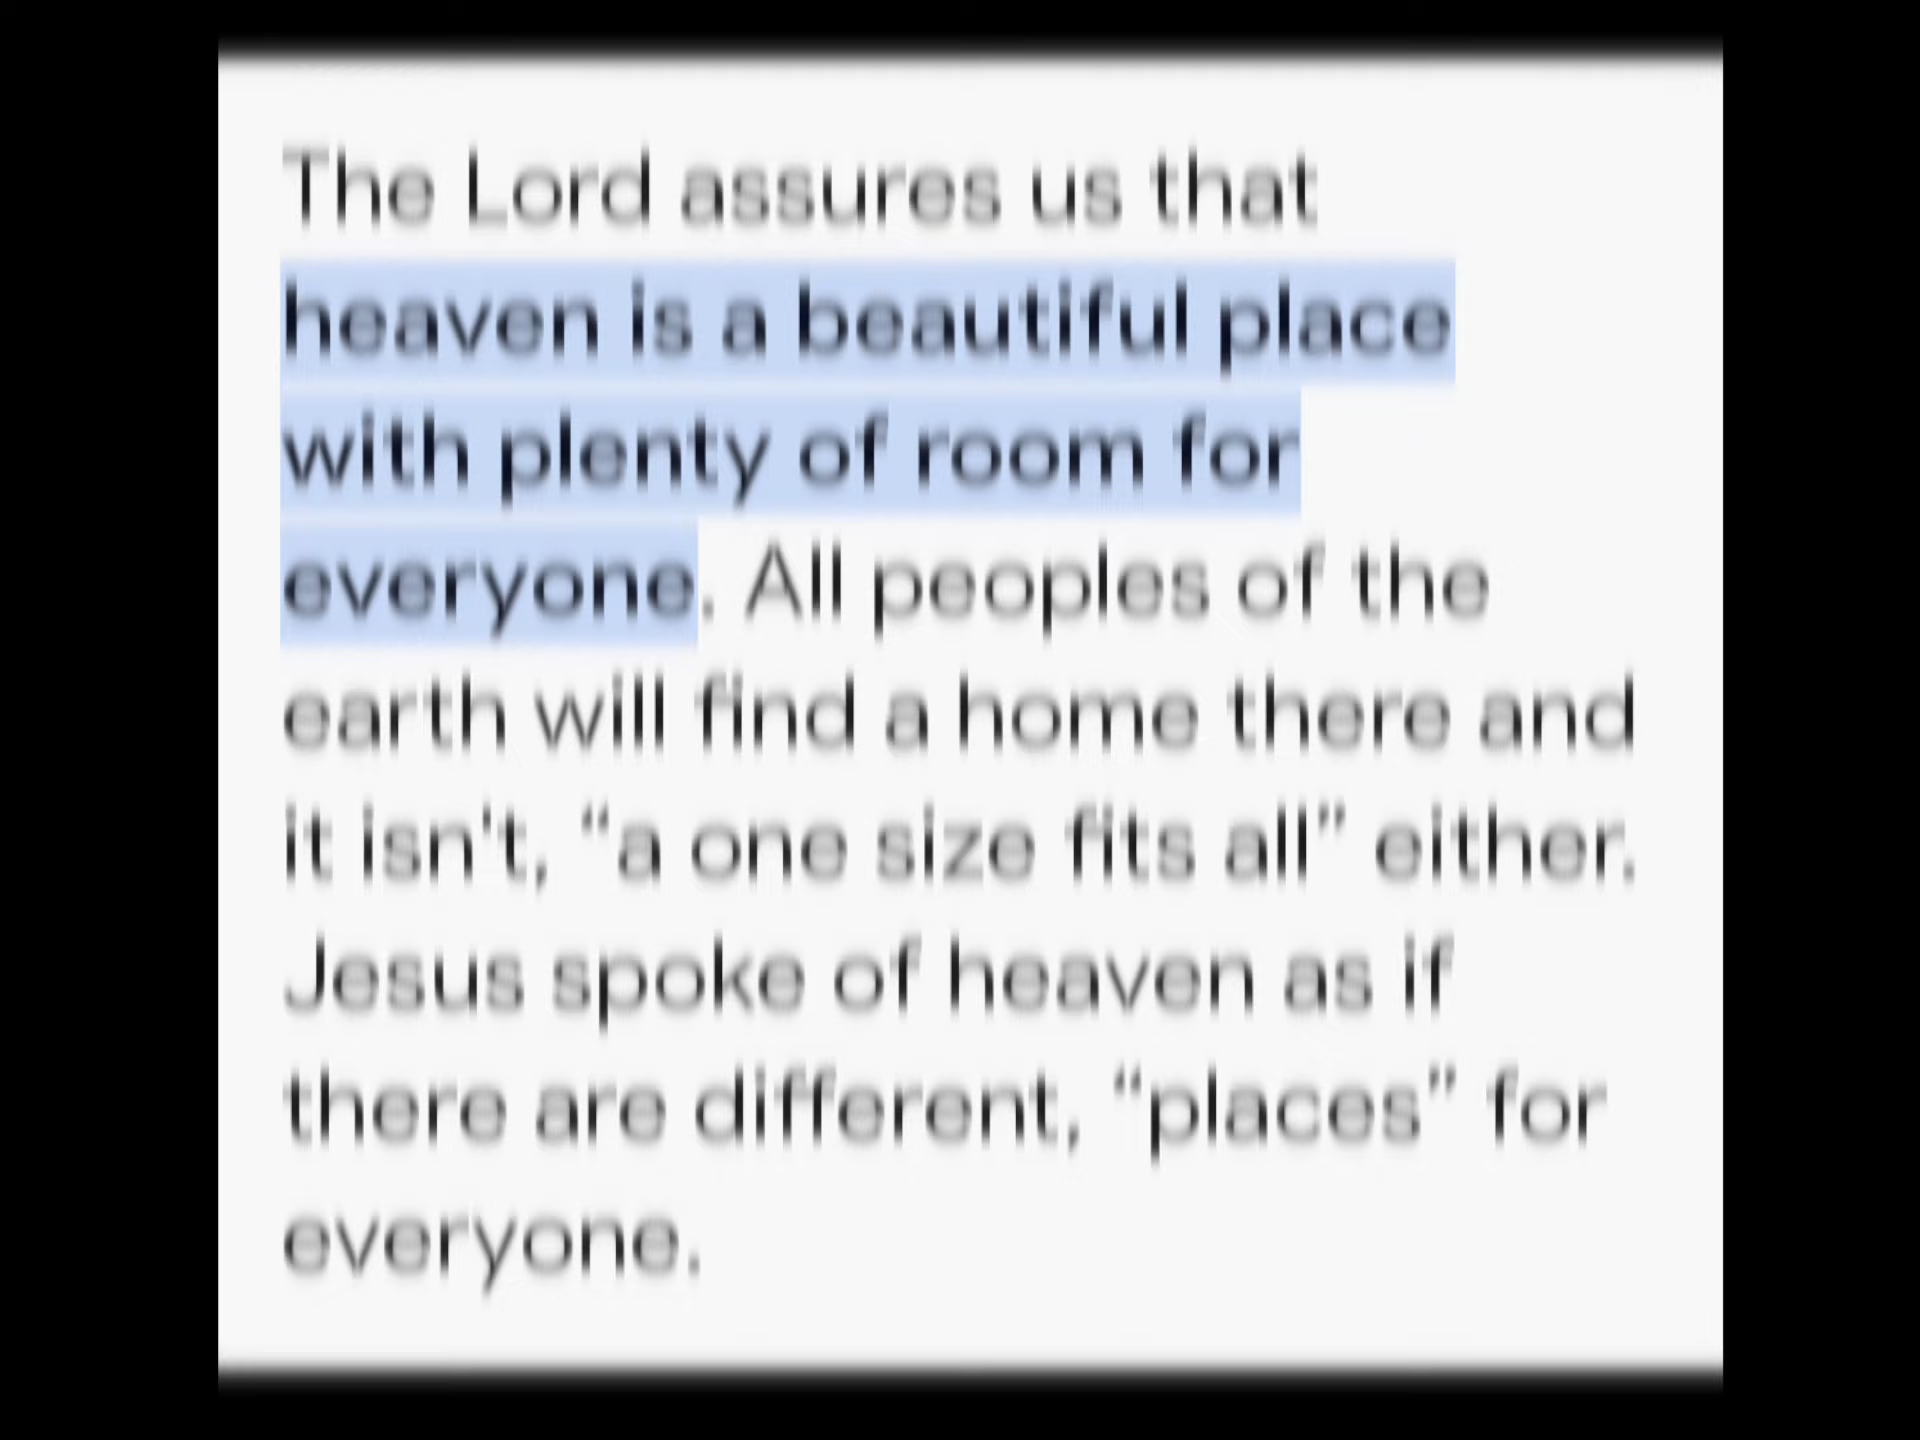 The Lord assures us that
heaven is a beautiful place
with plenty of room for
everyone. All peoples of the
earth will find a home there and
it isn't, “a one size fits all” either.
Jesus spoke of heaven as if
there are different, “places” for
everyone.